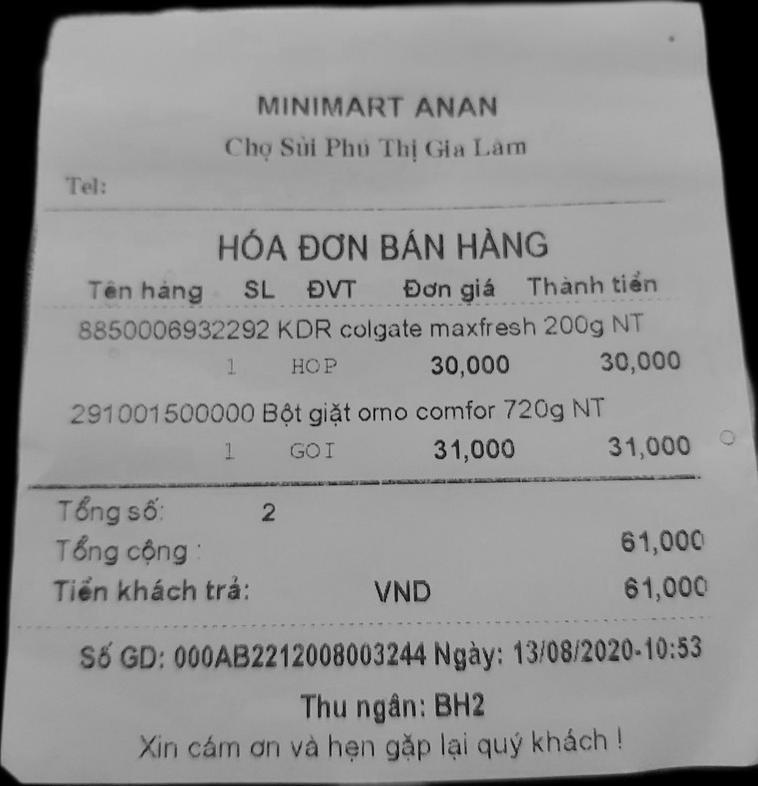 MINIMART ANAN
Chợ Sủi Phú Thị Gia Lâm
Tel:
HÓA ĐƠN BÁN HÀNG
Tên hàng SL ĐVT Đơn giá Thành tiền
8850006932292 KDR colgate maxfresh 200g NT
1 HOP 30,000 30,000
291001500000 Bột giặt omo comfor 720g NT
1 GOI 31,000 31,000
Tổng số: 2
Tổng cộng : 61,000
Tiền khách trả: VND 61,000
Số GD: 000AB2212008003244 Ngày: 13/08/2020-10:53
Thu ngân: BH2
Xin cám ơn và hẹn gặp lại quý khách !